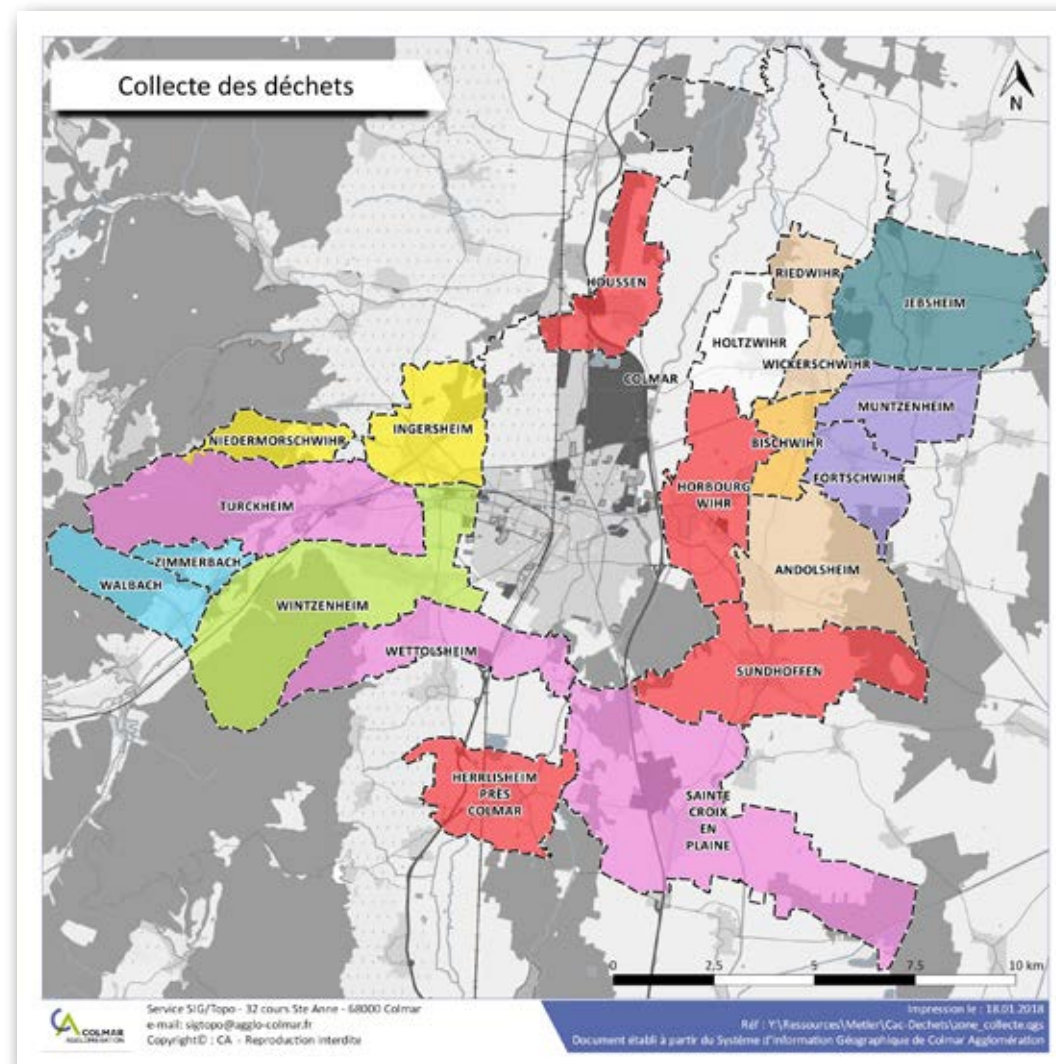 Collecte des déchets
N
RIEDWIHR
HOUSSEN
JEBSHEIM
HOLTZWIHR
WICKERSCHWIHR
COLMAR
MUNTZENHEIM
INGERSHEIM
NIEDERMORSCHWIHR
BISCHWIHR
FORTSCHWIHR
HORBOURG
WIHR
TURCKHEIM
ZIMMERBACH
ANDOLSHEIM
WALBACH
WINTZENHEIM
WETTOLSHEIM
SUNDHOFFEN
HERRLISHEIM
PRÈS
COLMAR
SAINTE
CROIX
EN
PLAINE
0 2.5 5 7.5 10 km
CA COLMAR
AGGLOMÉRATION
Service SIG/Topo - 32 cours Ste Anne - 68000 Colmar
e-mail: sigtopo@agglo-colmar.fr
Copyright© : CA - Reproduction interdite
Impression le : 18.01.2018
Réf : Y:\Ressources\Metier\Cac-Dechets\zone_collecte.qgs
Document établi à partir du Système d'Information Géographique de Colmar Agglomération